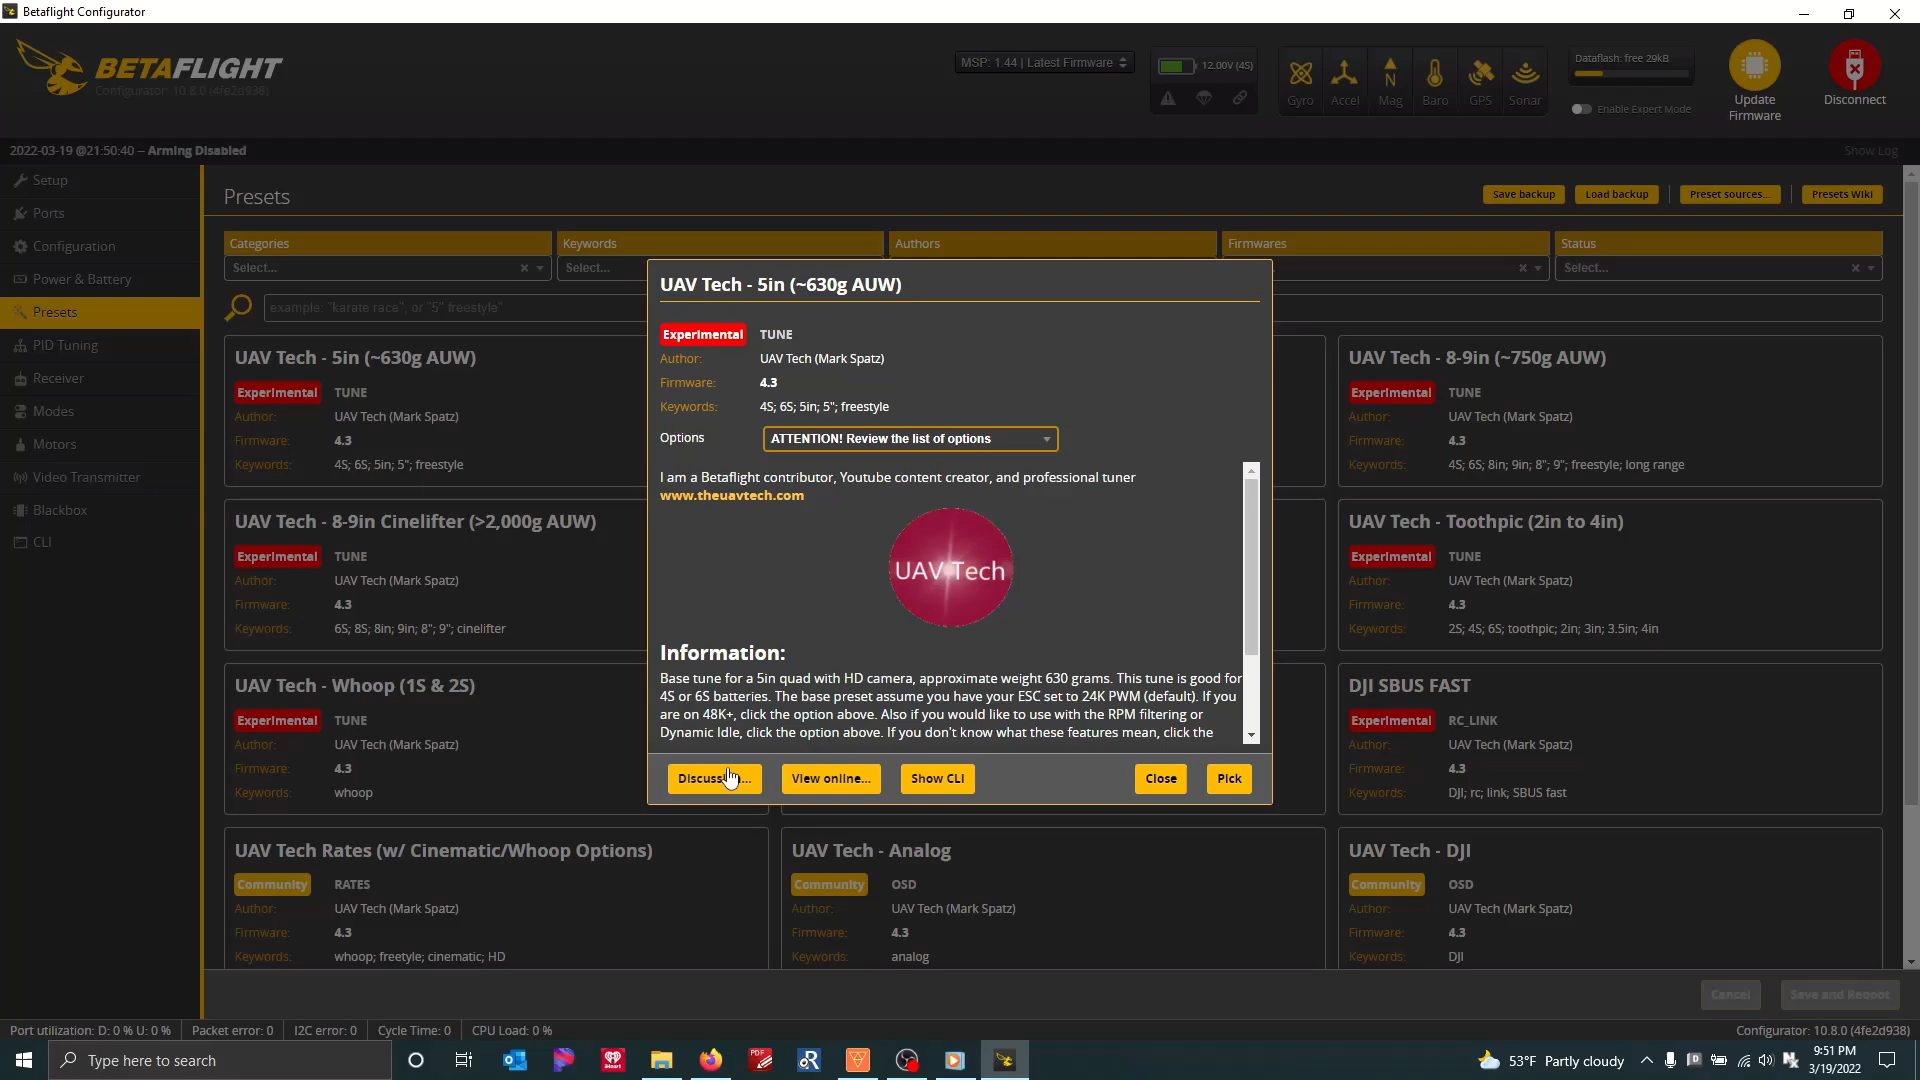 Betaflight Configurator
BETAFLIGHT
Configurator: 10.8.0 (4fe2d938)
MSP: 1.44 | Latest Firmware
12.00V (4S)
Gyro
Accel
Mag
Baro
GPS
Sonar
Dataflash: free 29kB
Enable Expert Mode
Update
Firmware
Disconnect
2022-03-19 @21:50:40 -- Arming Disabled
Show Log
Setup
Ports
Configuration
Power & Battery
Presets
PID Tuning
Receiver
Modes
Motors
Video Transmitter
Blackbox
CLI
Presets
Save backup
Load backup
Preset sources...
Presets Wiki
Categories
Keywords
Authors
Firmwares
Status
Select...
Select...
Select...
example: "karate race", or "5" freestyle"
UAV Tech - 5in (~630g AUW)
Experimental TUNE
Author: UAV Tech (Mark Spatz)
Firmware: 4.3
Keywords: 4S; 6S; 5in; 5"; freestyle
UAV Tech - 8-9in (~750g AUW)
Experimental TUNE
Author: UAV Tech (Mark Spatz)
Firmware: 4.3
Keywords: 4S; 6S; 8in; 9in; 8"; 9"; freestyle; long range
UAV Tech - 8-9in Cinelifter (>2,000g AUW)
Experimental TUNE
Author: UAV Tech (Mark Spatz)
Firmware: 4.3
Keywords: 6S; 8S; 8in; 9in; 8"; 9"; cinelifter
UAV Tech - Toothpic (2in to 4in)
Experimental TUNE
Author: UAV Tech (Mark Spatz)
Firmware: 4.3
Keywords: 2S; 4S; 6S; toothpic; 2in; 3in; 3.5in; 4in
UAV Tech - Whoop (1S & 2S)
Experimental TUNE
Author: UAV Tech (Mark Spatz)
Firmware: 4.3
Keywords: whoop
DJI SBUS FAST
Experimental RC_LINK
Author: UAV Tech (Mark Spatz)
Firmware: 4.3
Keywords: DJI; rc; link; SBUS fast
UAV Tech Rates (w/ Cinematic/Whoop Options)
Community RATES
Author: UAV Tech (Mark Spatz)
Firmware: 4.3
Keywords: whoop; freetyle; cinematic; HD
UAV Tech - Analog
Community OSD
Author: UAV Tech (Mark Spatz)
Firmware: 4.3
Keywords: analog
UAV Tech - DJI
Community OSD
Author: UAV Tech (Mark Spatz)
Firmware: 4.3
Keywords: DJI
UAV Tech - 5in (~630g AUW)
Experimental TUNE
Author: UAV Tech (Mark Spatz)
Firmware: 4.3
Keywords: 4S; 6S; 5in; 5"; freestyle
Options ATTENTION! Review the list of options
I am a Betaflight contributor, Youtube content creator, and professional tuner
www.theuavtech.com
UAV Tech
Information:
Base tune for a 5in quad with HD camera, approximate weight 630 grams. This tune is good for
4S or 6S batteries. The base preset assume you have your ESC set to 24K PWM (default). If you
are on 48K+, click the option above. Also if you would like to use with the RPM filtering or
Dynamic Idle, click the option above. If you don't know what these features mean, click the
View online...
Show CLI
Close
Pick
Cancel
Save and Reboot
Port utilization: D: 0 % U: 0 %
Packet error: 0
I2C error: 0
Cycle Time: 0
CPU Load: 0 %
Configurator: 10.8.0 (4fe2d938)
Type here to search
iHeart
PDF
53°F Partly cloudy
9:51 PM
3/19/2022